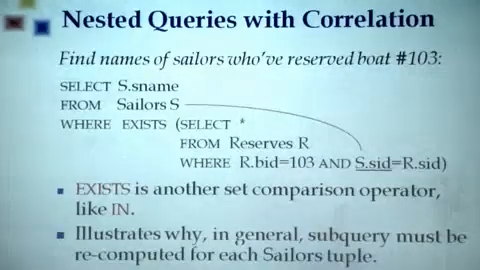 Nested Queries with Correlation
Find names of sailors who've reserved boat #103:
SELECT S.sname
FROM Sailors S
WHERE EXISTS (SELECT *
FROM Reserves R
WHERE R.bid=103 AND S.sid=R.sid)
EXISTS is another set comparison operator,
like IN.
Illustrates why, in general, subquery must be
re-computed for each Sailors tuple.